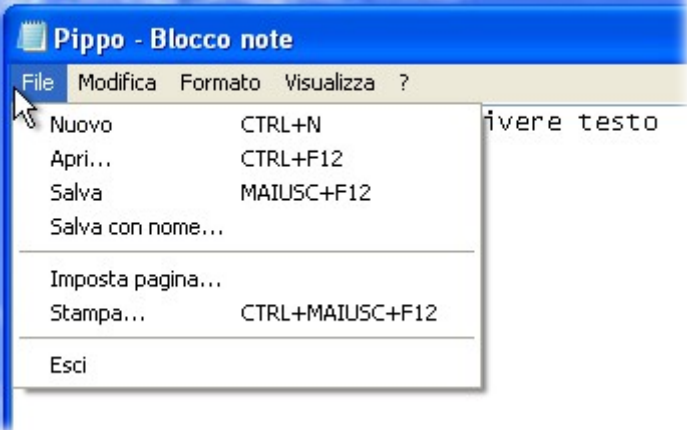 Pippo - Blocco note
File Modifica Formato Visualizza ?
ivere testo
Nuovo CTRL+N
Apri... CTRL+F12
Salva MAIUSC+F12
Salva con nome...
Imposta pagina...
Stampa... CTRL+MAIUSC+F12
Esci